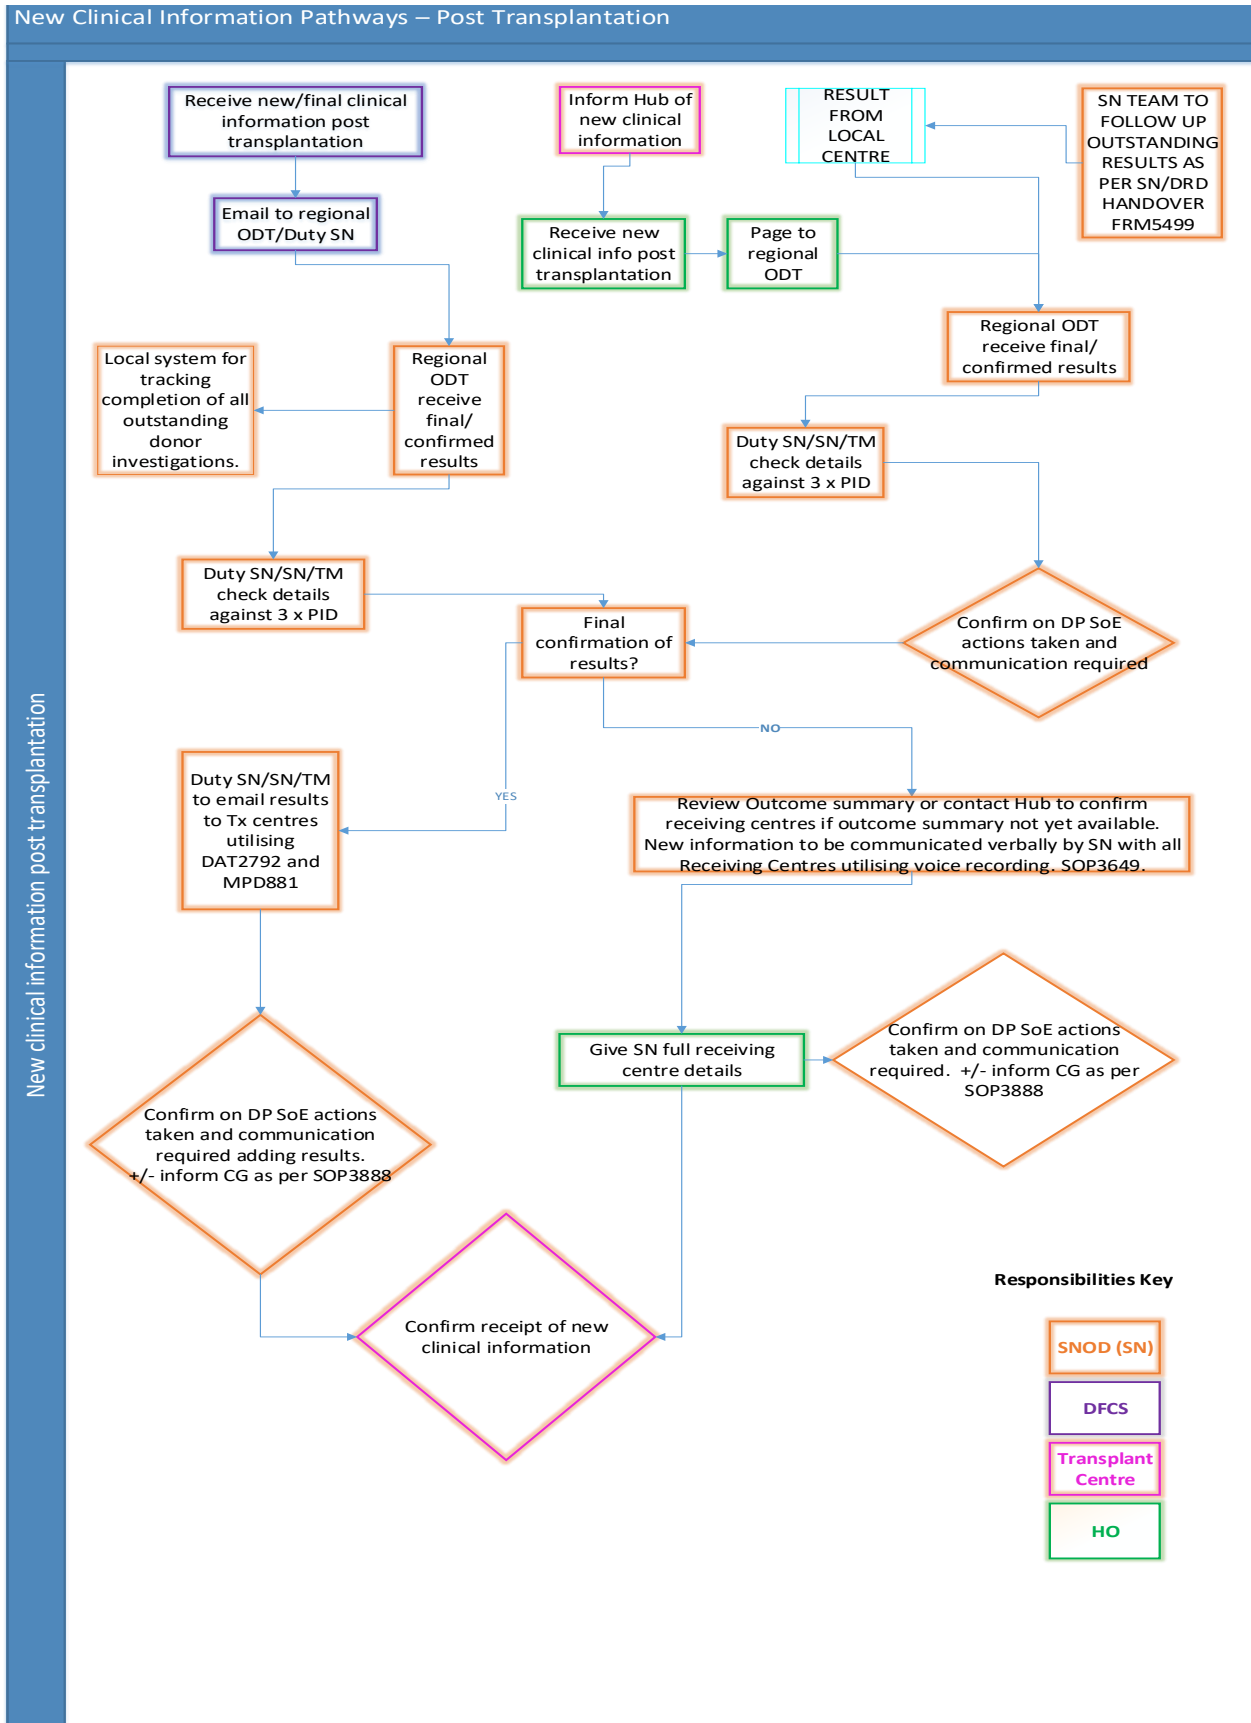 New Clinical Information Pathways – Post Transplantation
New clinical information post transplantation
Receive new/final clinical
information post
transplantation
Inform Hub of
new clinical
information
RESULT
FROM
LOCAL
CENTRE
SN TEAM TO
FOLLOW UP
OUTSTANDING
RESULTS AS
PER SN/DRD
HANDOVER
FRM5499
Email to regional
ODT/Duty SN
Receive new
clinical info post
transplantation
Page to
regional
ODT
Regional ODT
receive final/
confirmed results
Local system for
tracking
completion of all
outstanding
donor
investigations.
Regional
ODT
receive
final/
confirmed
results
Duty SN/SN/TM
check details
against 3 x PID
Duty SN/SN/TM
check details
against 3 x PID
Final
confirmation of
results?
Confirm on DP SoE
actions taken and
communication required
NO
YES
Duty SN/SN/TM
to email results
to Tx centres
utilising
DAT2792 and
MPD881
Review Outcome summary or contact Hub to confirm
receiving centres if outcome summary not yet available.
New information to be communicated verbally by SN with all
Receiving Centres utilising voice recording. SOP3649.
Give SN full receiving
centre details
Confirm on DP SoE actions
taken and communication
required.  +/- inform CG as per
SOP3888
Confirm on DP SoE actions
taken and communication
required adding results.
+/- inform CG as per SOP3888
Confirm receipt of new
clinical information
Responsibilities Key
SNOD (SN)
DFCS
Transplant
Centre
HO